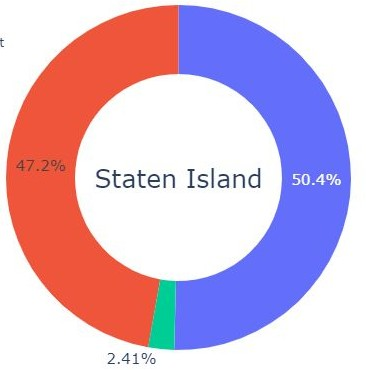 t
47.2%
Staten Island
50.4%
2.41%